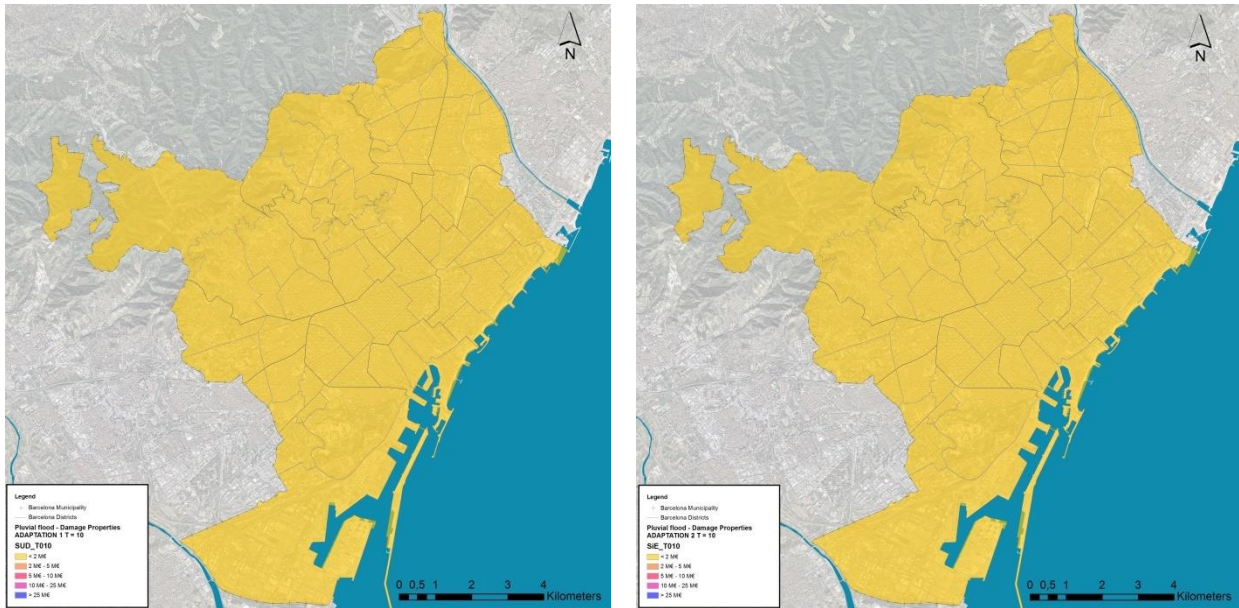 N
Legend
Barcelona Municipality
Barcelona Districts
Pluvial flood - Damage Properties
ADAPTATION 1 T = 10
SUD_T010
< 2 M€
2 M€ - 5 M€
5 M€ - 10 M€
10 M€ - 25 M€
> 25 M€
0 0,5 1 2 3 4
Kilometers
N
Legend
Barcelona Municipality
Barcelona Districts
Pluvial flood - Damage Properties
ADAPTATION 2 T = 10
SIE_T010
< 2 M€
2 M€ - 5 M€
5 M€ - 10 M€
10 M€ - 25 M€
> 25 M€
0 0,5 1 2 3 4
Kilometers